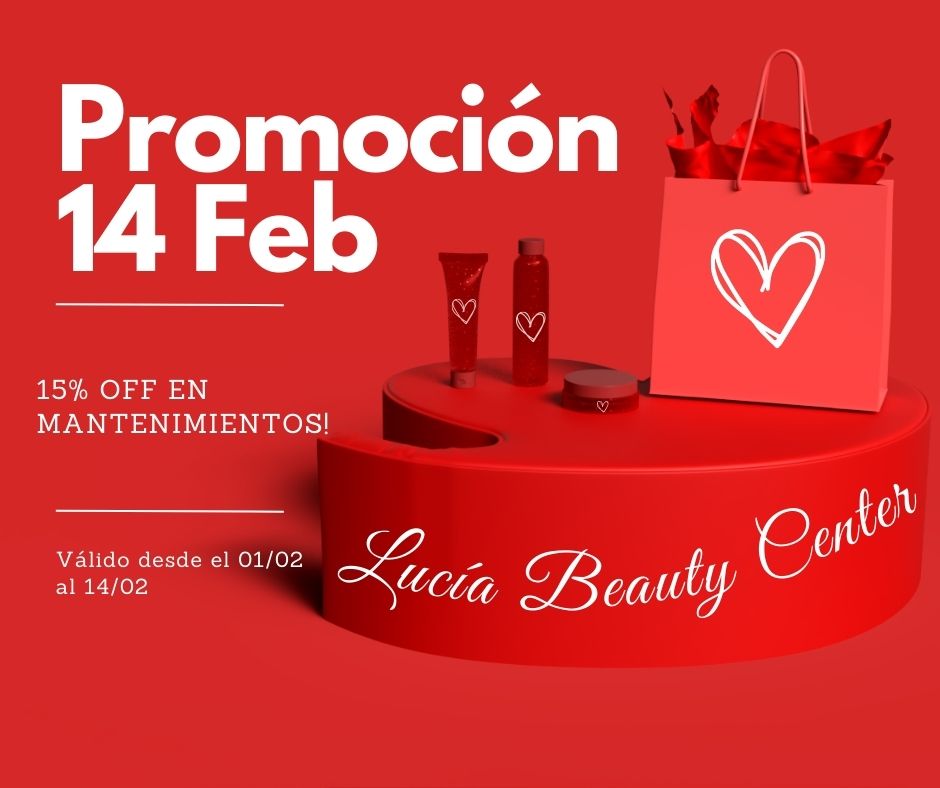 Promoción
14 Feb
15% OFF EN
MANTENIMIENTOS!
Válido desde el 01/02
al 14/02
Lucía Beauty Center